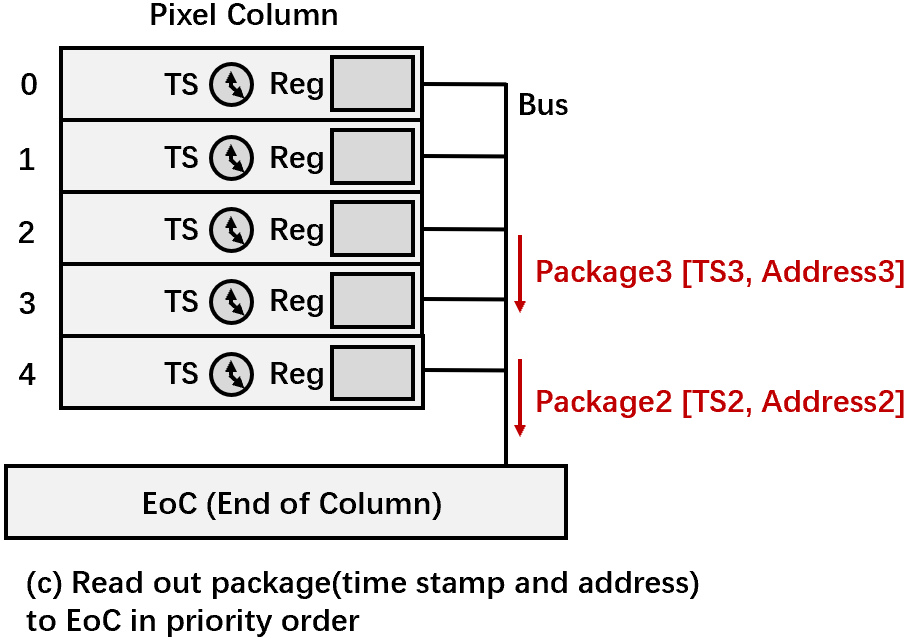 Pixel Column
0 TS Reg
Bus
1 TS Reg
2 TS Reg
Package3 [TS3, Address3]
3 TS Reg
4 TS Reg
Package2 [TS2, Address2]
EoC (End of Column)
(c) Read out package(time stamp and address)
to EoC in priority order